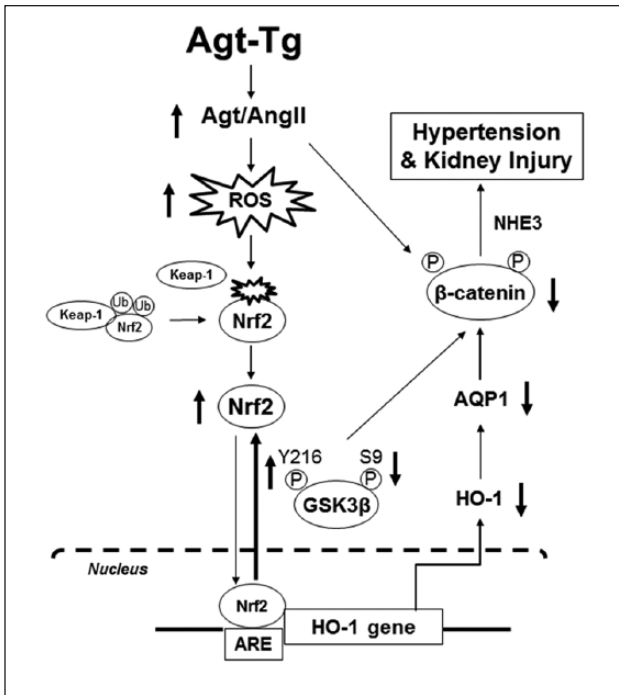 Agt-Tg
Agt/AngII
ROS
Hypertension
& Kidney Injury
NHE3
P P
β-catenin
Keap-1
Nrf2
Keap-1
Ub Ub
Nrf2
Nrf2
AQP1
Y216 S9
P P
GSK3β
HO-1
Nucleus
Nrf2
ARE
HO-1 gene